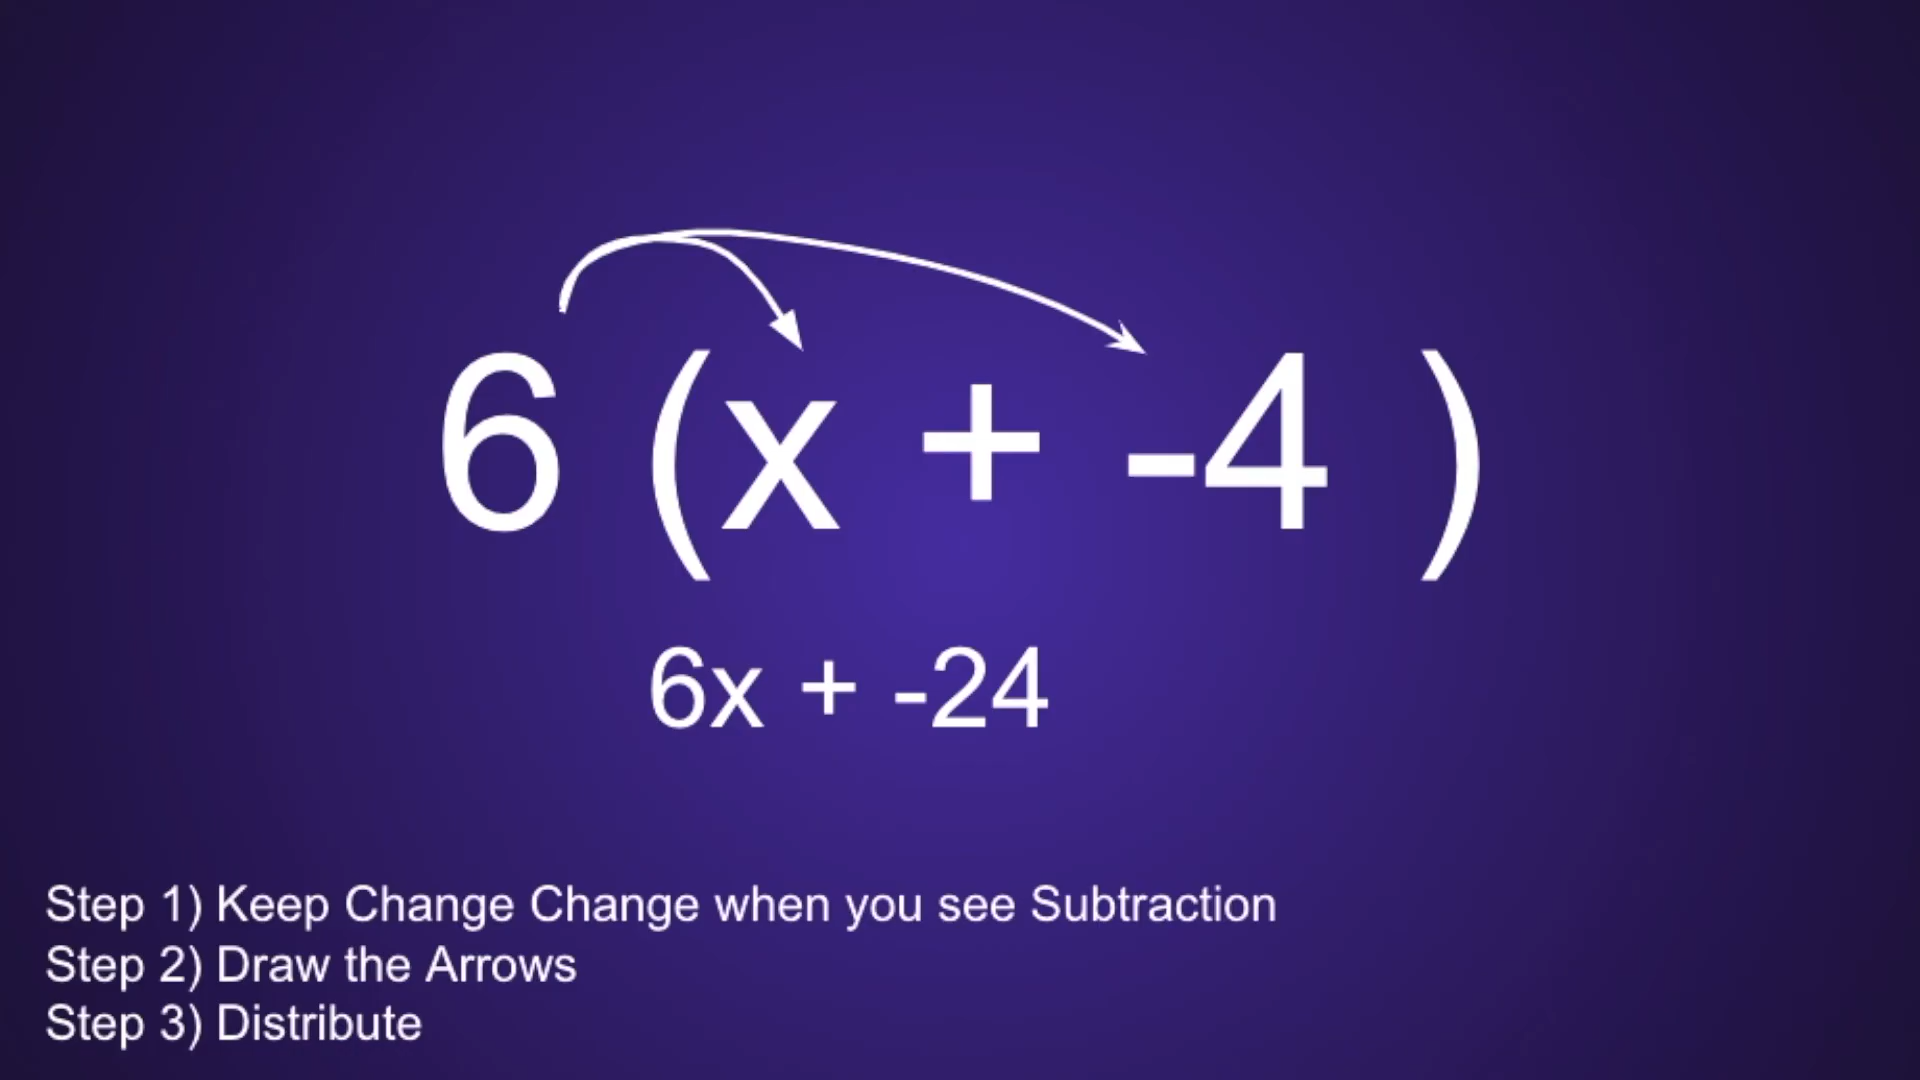 6 (x + -4 )
6x + -24
Step 1) Keep Change Change when you see Subtraction
Step 2) Draw the Arrows
Step 3) Distribute